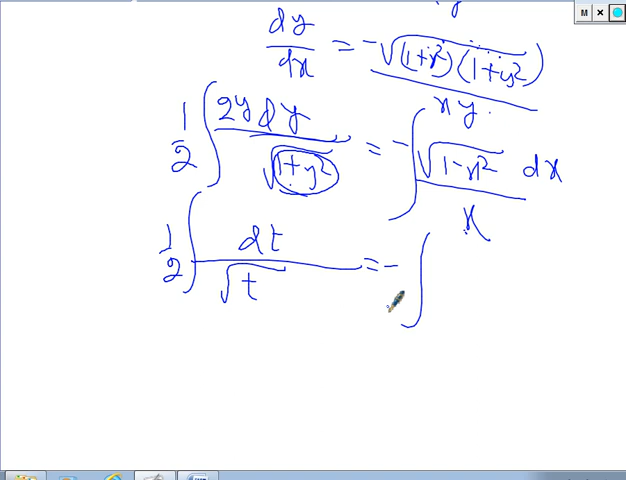 y
dy/dx = -√(1+x²)(1+y²) / xy.
1/2 ∫ 2y dy / √1+y² = - ∫ √1-x² / x dx
1/2 ∫ dt / √t = - ∫